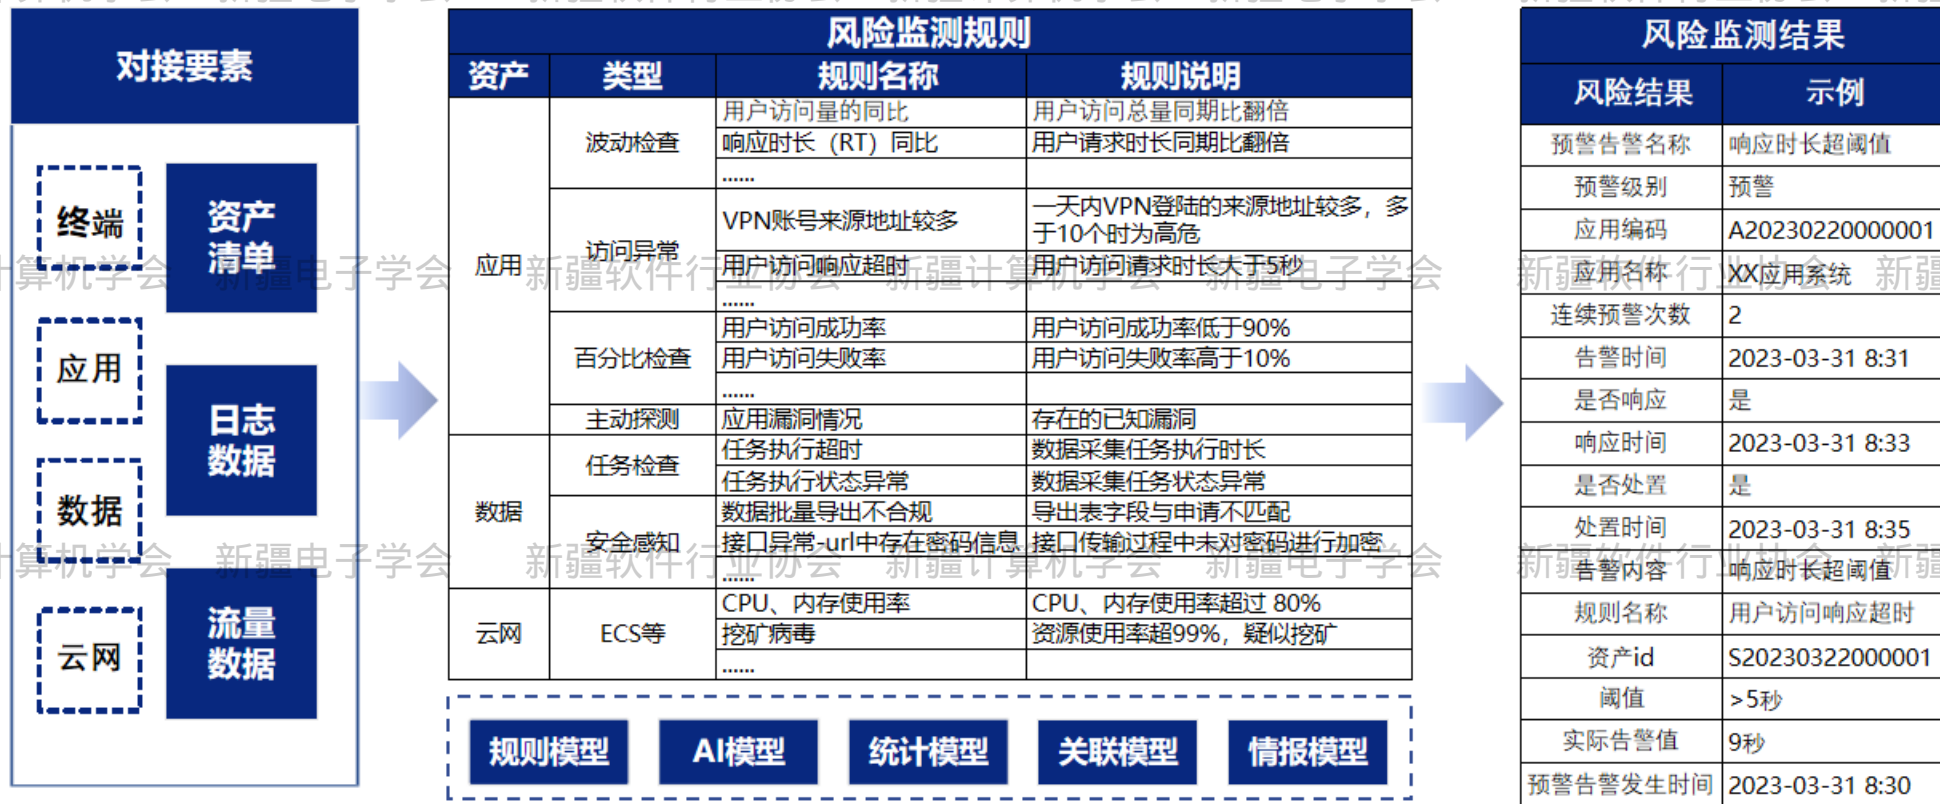 对接要素
终端
资产
清单
应用
日志
数据
数据
云网
流量
数据
风险监测规则
资产 类型 规则名称 规则说明
应用
波动检查
用户访问量的同比 用户访问总量同期比翻倍
响应时长（RT）同比 用户请求时长同期比翻倍
......
访问异常
VPN账号来源地址较多 一天内VPN登陆的来源地址较多，多
于10个时为高危
用户访问响应超时 用户访问请求时长大于5秒
......
百分比检查
用户访问成功率 用户访问成功率低于90%
用户访问失败率 用户访问失败率高于10%
......
主动探测 应用漏洞情况 存在的已知漏洞
数据
任务检查
任务执行超时 数据采集任务执行时长
任务执行状态异常 数据采集任务状态异常
安全感知
数据批量导出不合规 导出表字段与申请不匹配
接口异常-url中存在密码信息 接口传输过程中未对密码进行加密
......
云网
ECS等
CPU、内存使用率 CPU、内存使用率超过 80%
挖矿病毒 资源使用率超99%，疑似挖矿
......
规则模型 AI模型 统计模型 关联模型 情报模型
风险监测结果
风险结果 示例
预警告警名称 响应时长超阈值
预警级别 预警
应用编码 A20230220000001
应用名称 XX应用系统
连续预警次数 2
告警时间 2023-03-31 8:31
是否响应 是
响应时间 2023-03-31 8:33
是否处置 是
处置时间 2023-03-31 8:35
告警内容 响应时长超阈值
规则名称 用户访问响应超时
资产id S20230322000001
阈值 >5秒
实际告警值 9秒
预警告警发生时间 2023-03-31 8:30
计算机学会 新疆电子学会 新疆软件行业协会 新疆计算机学会 新疆电子学会 新疆软件行业协会 新疆
计算机学会 新疆电子学会 新疆软件行业协会 新疆计算机学会 新疆电子学会 新疆软件行业协会 新疆